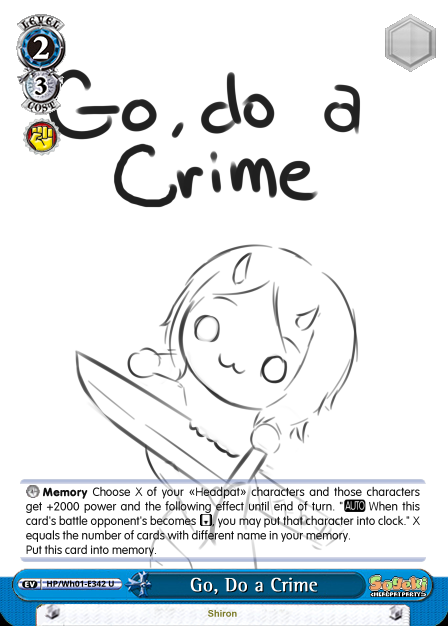 LEVEL
2
3
COST
Go, do a
Crime
Memory Choose X of your «Headpat» characters and those characters
get +2000 power and the following effect until end of turn. "AUTO When this
card's battle opponent's becomes , you may put that character into clock." X
equals the number of cards with different name in your memory.
Put this card into memory.
EV HP/Wh01-E342 U
Go, Do a Crime
HEADPATPARTY
Shiron